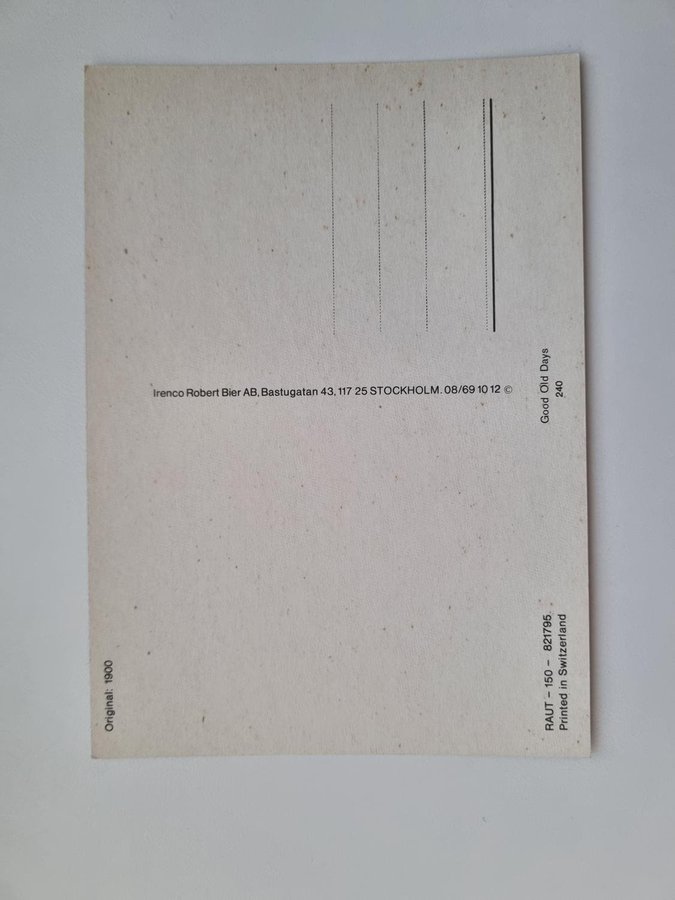 Original: 1900
Irenco Robert Bier AB, Bastugatan 43, 117 25 STOCKHOLM. 08/69 10 12 ©
Good Old Days
240
RAUT – 150 – 821795.
Printed in Switzerland